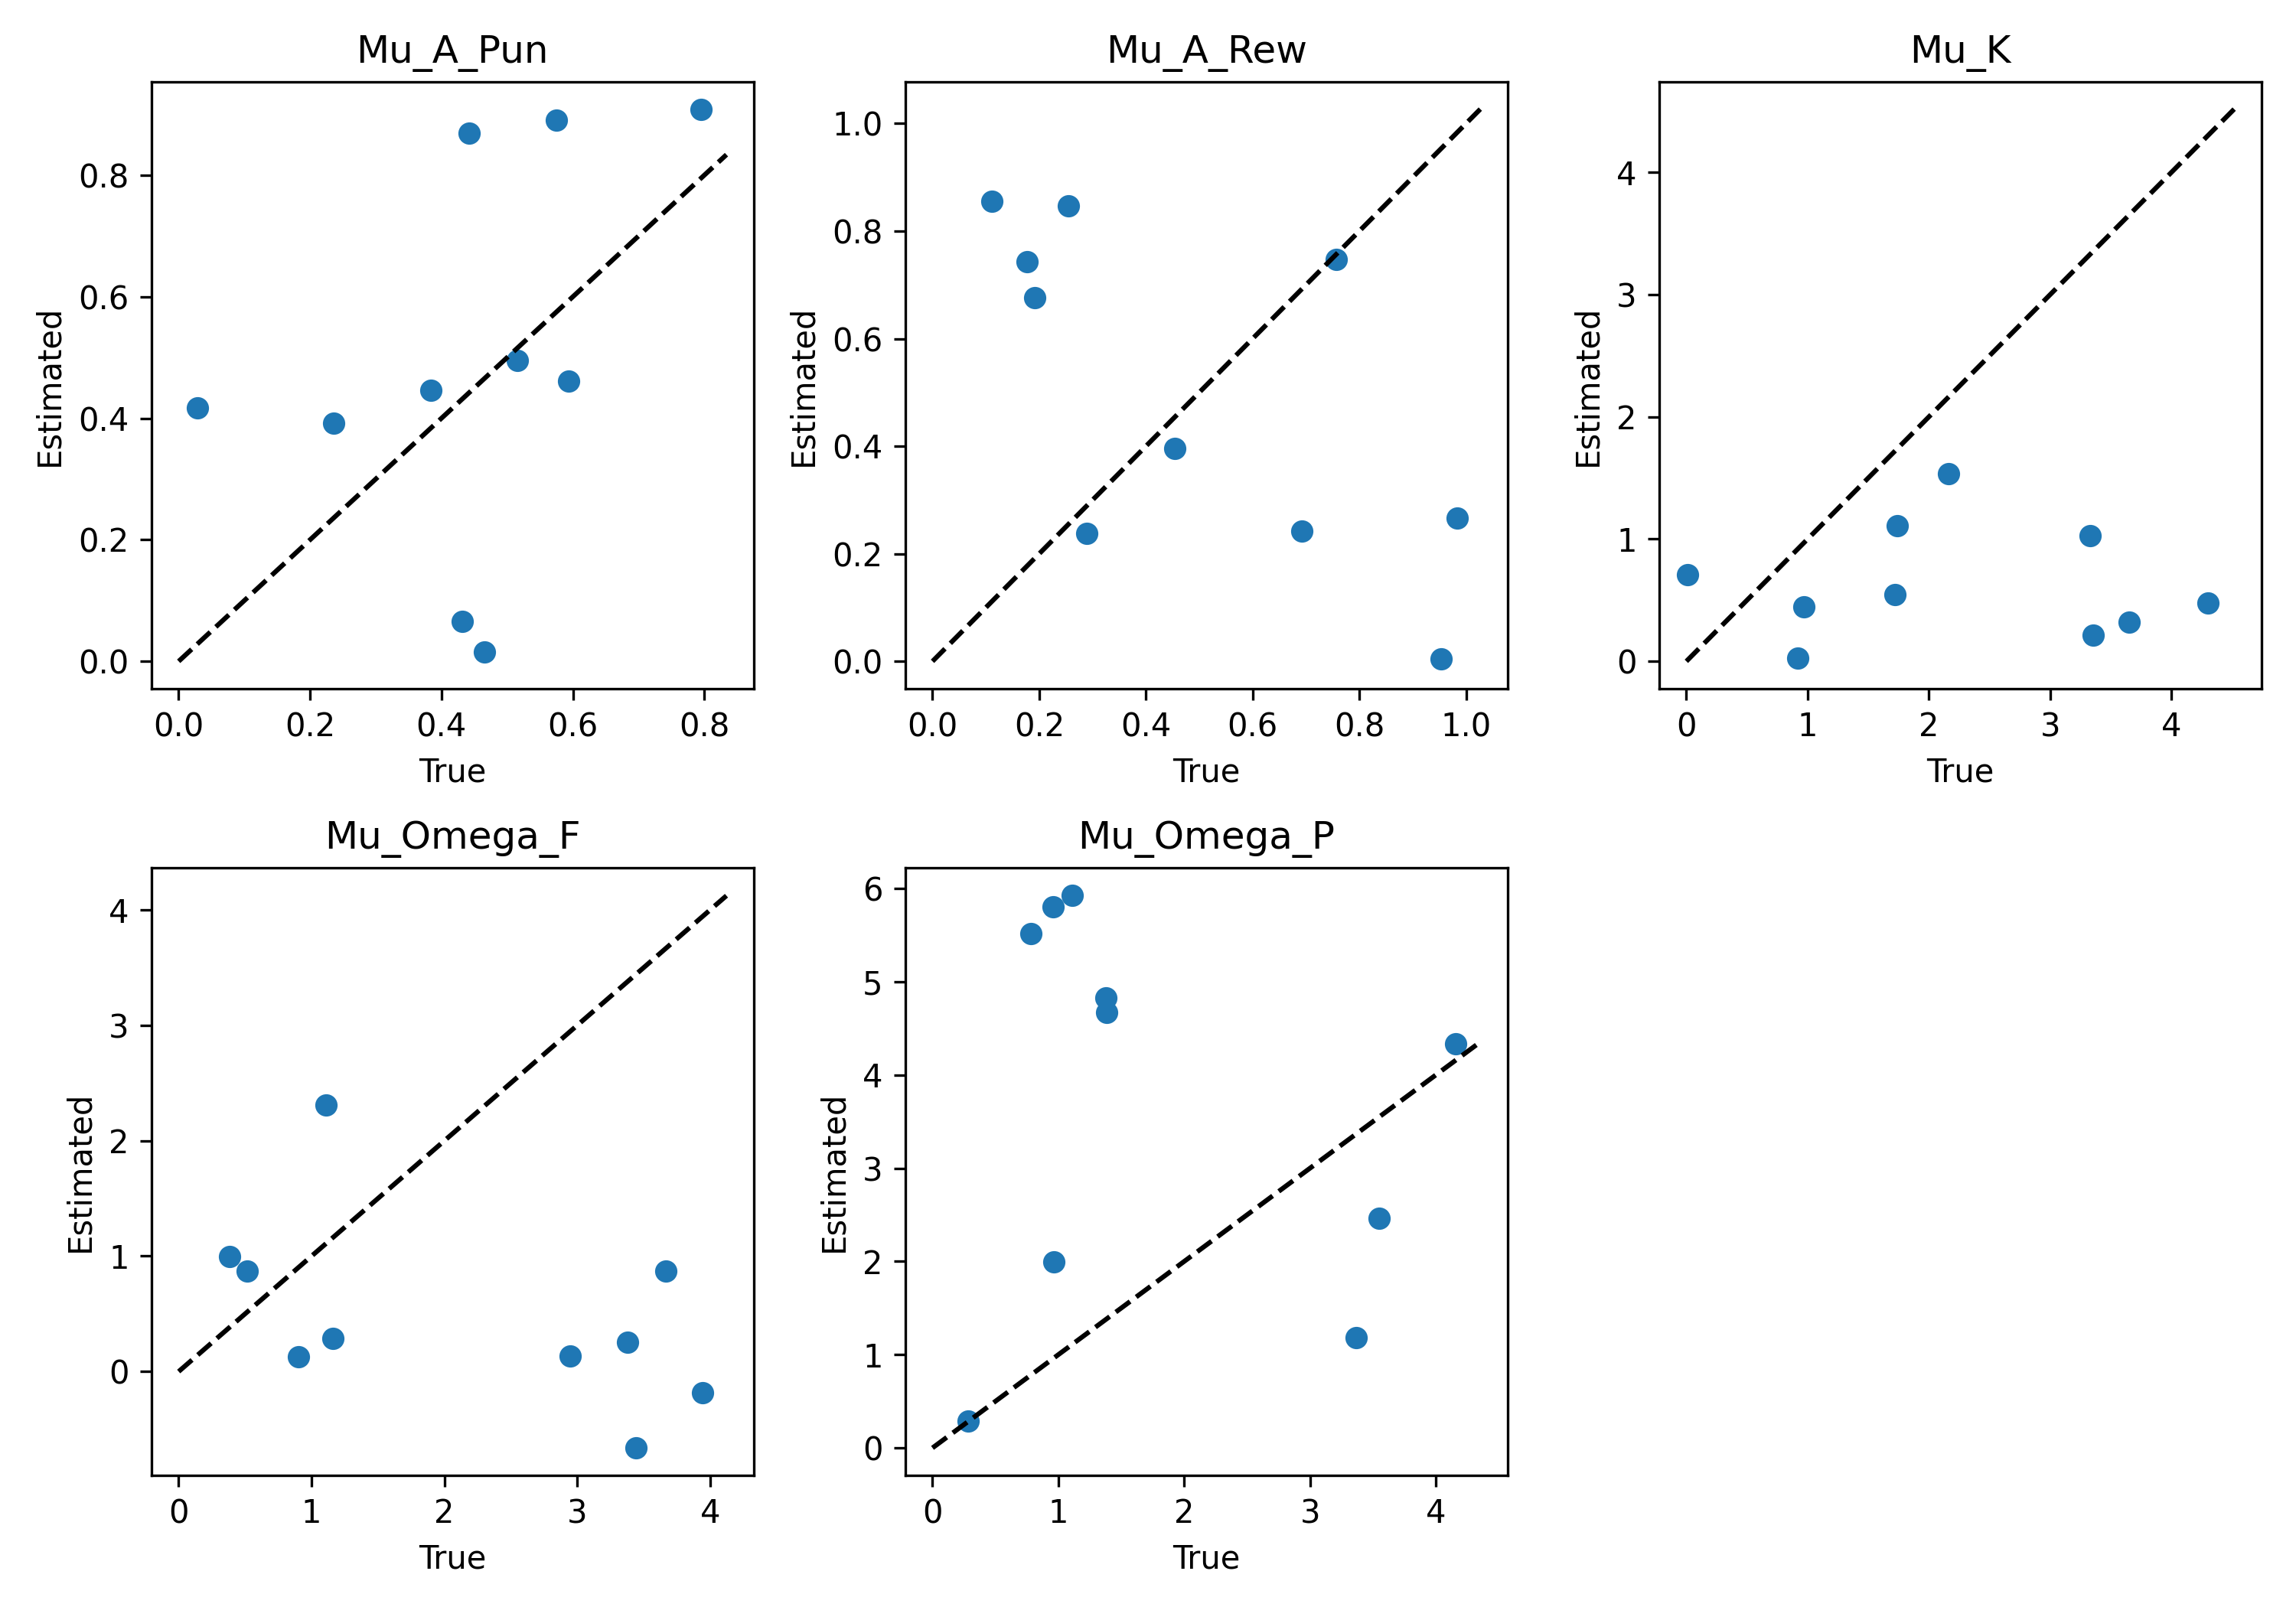 Mu_A_Pun
Mu_A_Rew
Mu_K
Estimated
0.8
0.6
0.4
0.2
0.0
0.0 0.2 0.4 0.6 0.8
True
Estimated
1.0
0.8
0.6
0.4
0.2
0.0
0.0 0.2 0.4 0.6 0.8 1.0
True
Estimated
4
3
2
1
0
0 1 2 3 4
True
Mu_Omega_F
Mu_Omega_P
Estimated
4
3
2
1
0
0 1 2 3 4
True
Estimated
6
5
4
3
2
1
0
0 1 2 3 4
True